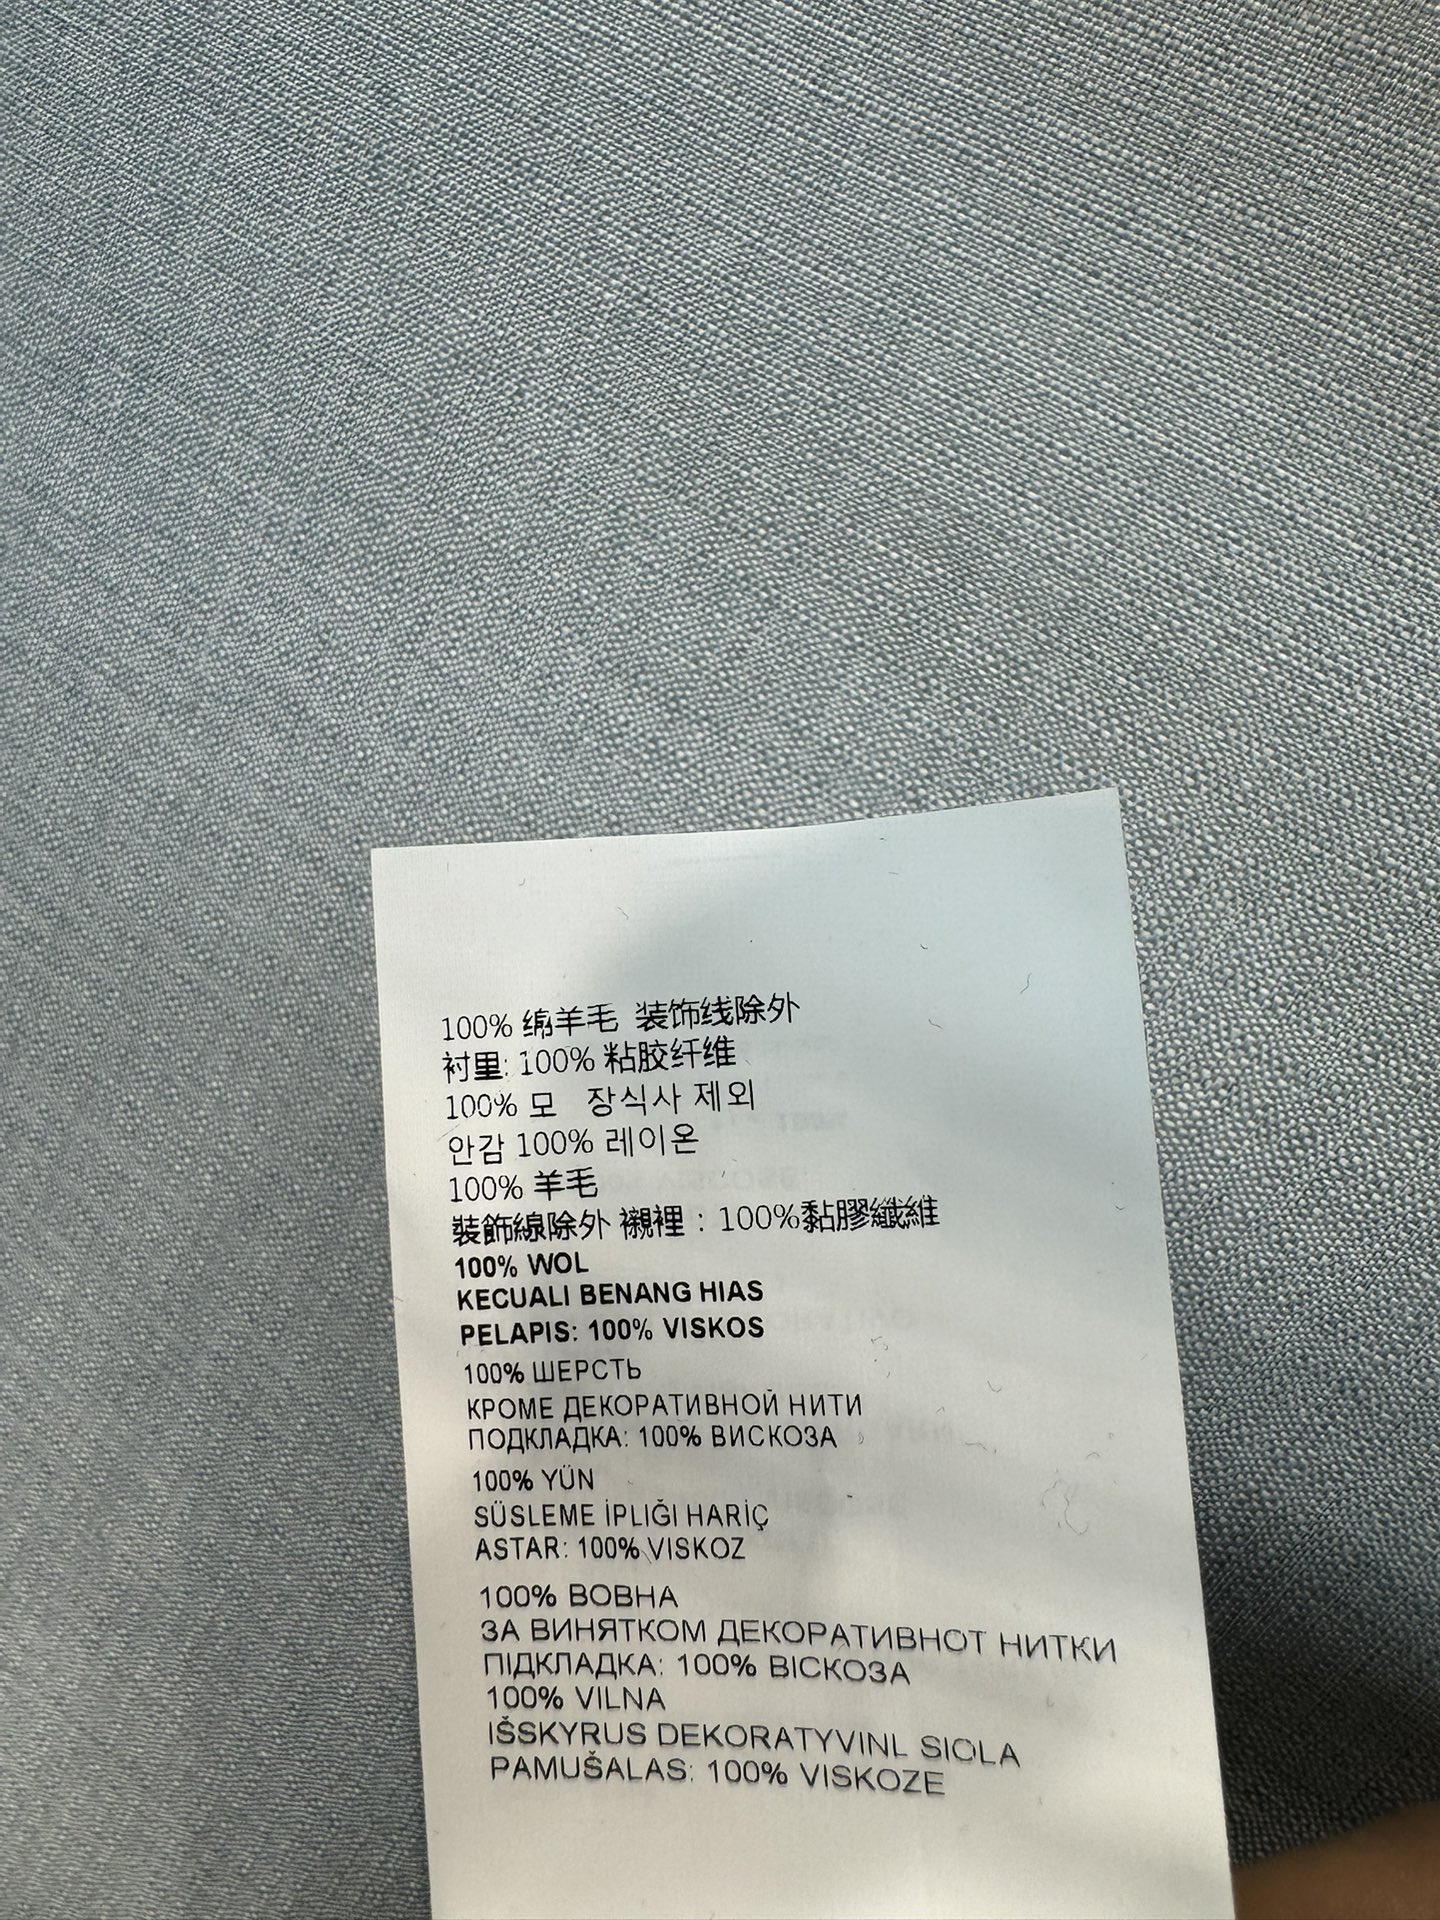 100% 绵羊毛 装饰线除外
衬里: 100% 粘胶纤维
100% 모 장식사 제외
안감 100% 레이온
100% 羊毛
裝飾線除外 襯裡：100%黏膠纖維
100% WOL
KECUALI BENANG HIAS
PELAPIS: 100% VISKOS
100% ШЕРСТЬ
КРОМЕ ДЕКОРАТИВНОЙ НИТИ
ПОДКЛАДКА: 100% ВИСКОЗА
100% YÜN
SÜSLEME İPLIĞI HARİÇ
ASTAR: 100% VISKOZ
100% ВОВНА
ЗА ВИНЯТКОМ ДЕКОРАТИВНОТ НИТКИ
ПІДКЛАДКА: 100% ВІСКОЗА
100% VILNA
IŠSKYRUS DEKORATYVINL SIOLA
PAMUŠALAS: 100% VISKOZE